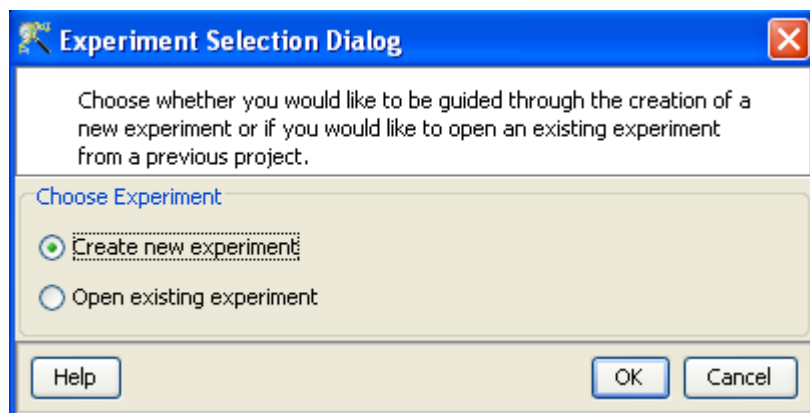 Experiment Selection Dialog
Choose whether you would like to be guided through the creation of a
new experiment or if you would like to open an existing experiment
from a previous project.
Choose Experiment
Create new experiment
Open existing experiment
Help OK Cancel